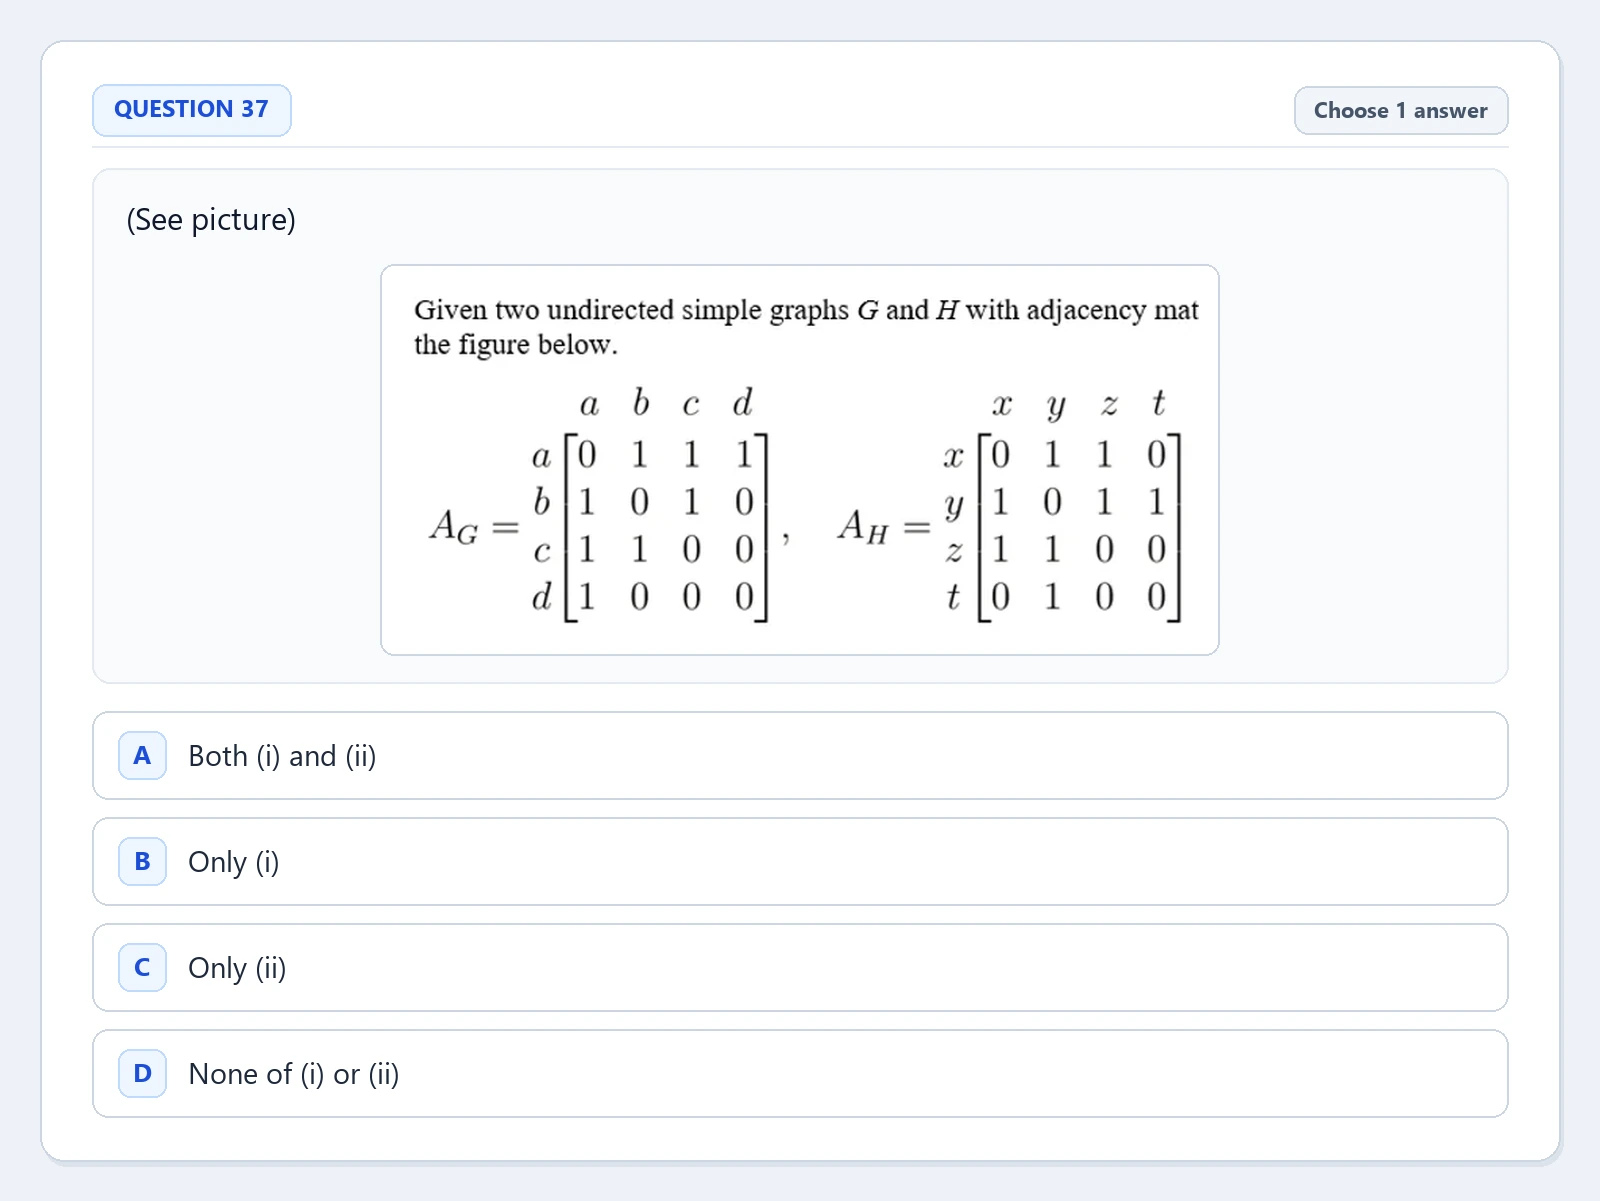 QUESTION 37
Choose 1 answer
(See picture)
Given two undirected simple graphs G and H with adjacency mat
the figure below.
a b c d
a [0 1 1 1]
b [1 0 1 0]
A_G =
c [1 1 0 0]
d [1 0 0 0]
,
x y z t
x [0 1 1 0]
y [1 0 1 1]
A_H =
z [1 1 0 0]
t [0 1 0 0]
A Both (i) and (ii)
B Only (i)
C Only (ii)
D None of (i) or (ii)